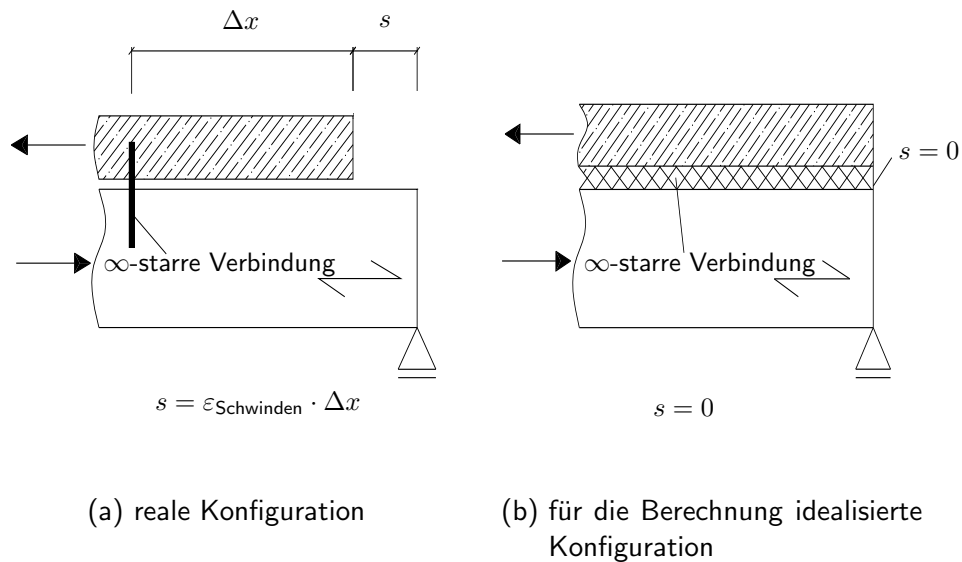 Δx
s
s = 0
∞-starre Verbindung
∞-starre Verbindung
s = ε_Schwinden · Δx
s = 0
(a) reale Konfiguration
(b) für die Berechnung idealisierte
Konfiguration